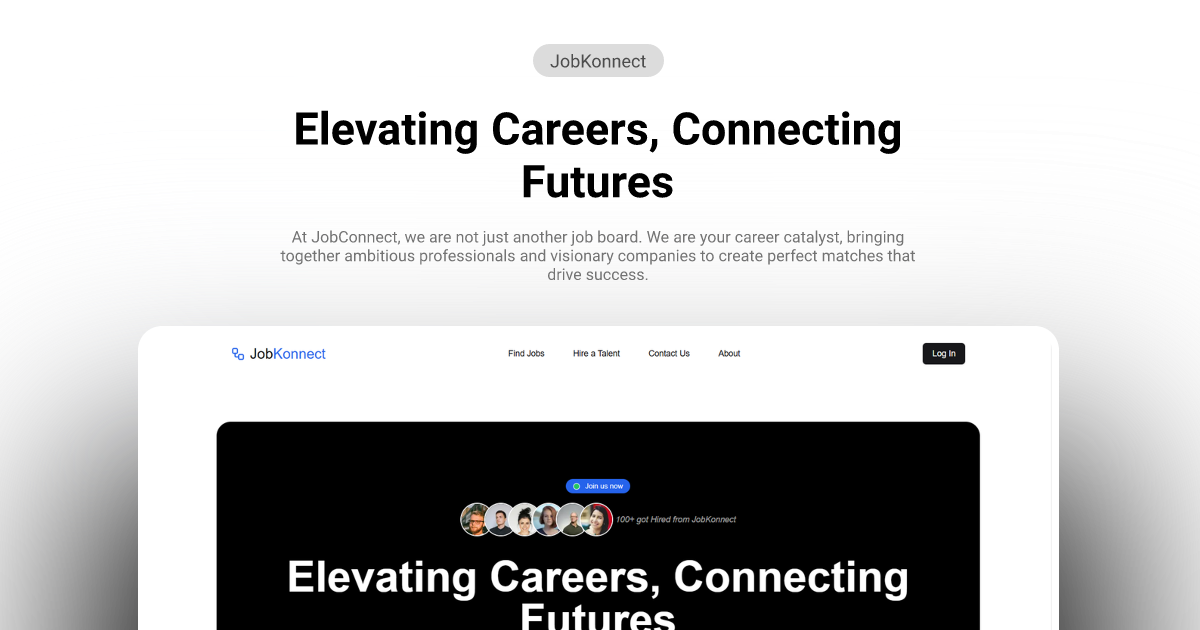 JobKonnect
Elevating Careers, Connecting
Futures
At JobConnect, we are not just another job board. We are your career catalyst, bringing
together ambitious professionals and visionary companies to create perfect matches that
drive success.
JobKonnect
Find Jobs
Hire a Talent
Contact Us
About
Log In
Join us now
100+ got Hired from JobKonnect
Elevating Careers, Connecting
Futures